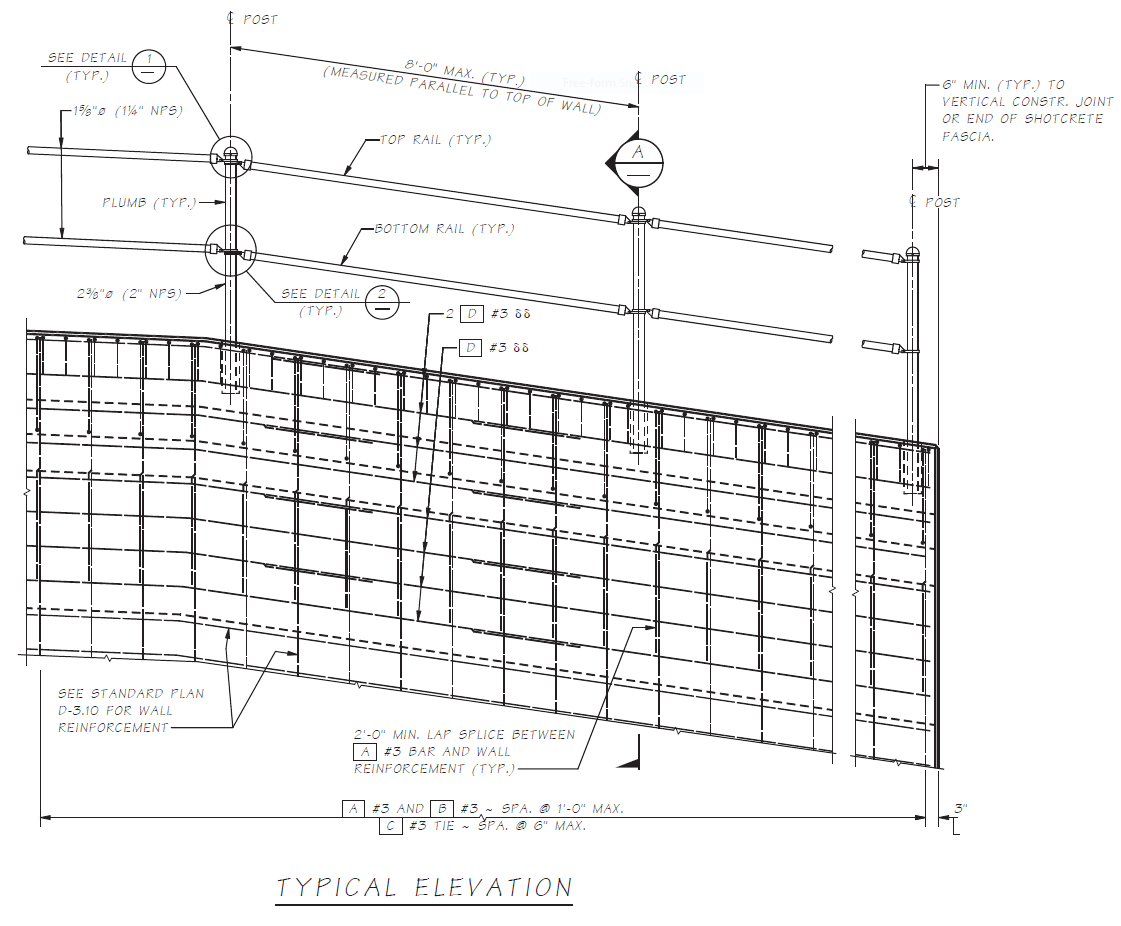 ℄ POST
SEE DETAIL 1
(TYP.)
8'-0" MAX. (TYP.)
(MEASURED PARALLEL TO TOP OF WALL)
℄ POST
6" MIN. (TYP.) TO
VERTICAL CONSTR. JOINT
OR END OF SHOTCRETE
FASCIA.
1⅝"ø (1¼" NPS)
TOP RAIL (TYP.)
A
PLUMB (TYP.)
℄ POST
BOTTOM RAIL (TYP.)
2⅜"ø (2" NPS)
SEE DETAIL 2
(TYP.)
2 D #3 δδ
D #3 δδ
SEE STANDARD PLAN
D-3.10 FOR WALL
REINFORCEMENT
2'-0" MIN. LAP SPLICE BETWEEN
A #3 BAR AND WALL
REINFORCEMENT (TYP.)
A #3 AND B #3 ~ SPA. @ 1'-0" MAX.
3"
C #3 TIE ~ SPA. @ 6" MAX.
TYPICAL ELEVATION